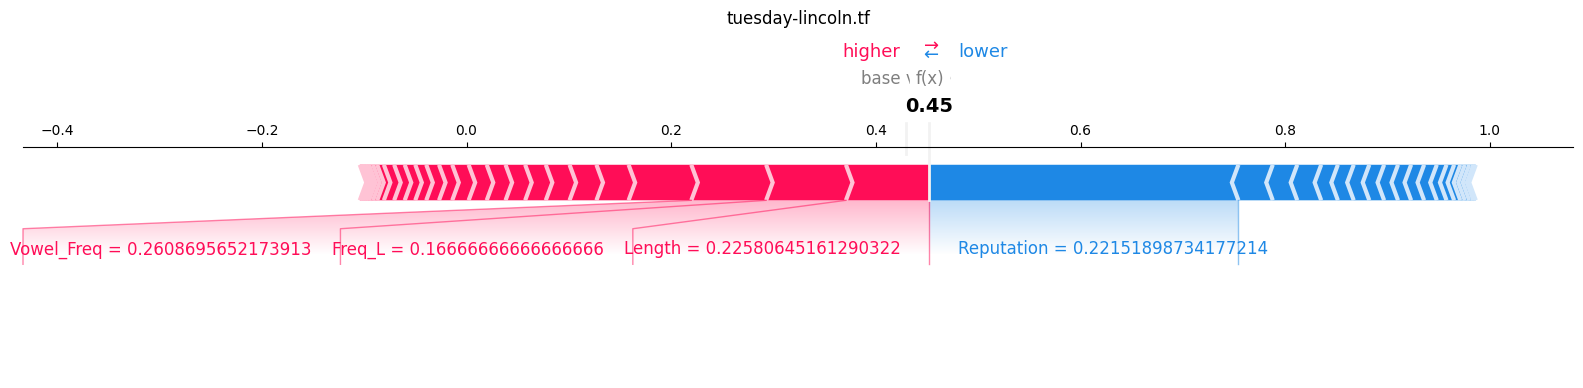 tuesday-lincoln.tf
higher → ← lower
base f(x)
0.45
−0.4 −0.2 0.0 0.2 0.4 0.6 0.8 1.0
Vowel_Freq = 0.2608695652173913 Freq_L = 0.16666666666666666 Length = 0.22580645161290322 Reputation = 0.22151898734177214